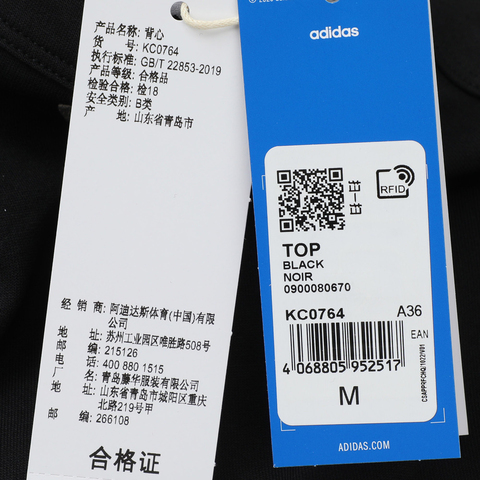 产品名称: 背心
货 号: KC0764
执行标准: GB/T 22853-2019
产品等级: 合格品
检验合格: 检18
安全类别: B类
产 地: 山东省青岛市
经 销 商: 阿迪达斯体育(中国)有限
公司
地 址: 苏州工业园区唯胜路508号
邮 编: 215126
电 话: 400 880 1515
厂 名: 青岛藤华服装有限公司
地 址: 山东省青岛市城阳区重庆
北路219号甲
邮 编: 266108
合格证
adidas
RFID
TOP
BLACK
NOIR
0900080670
KC0764 A36
EAN
4 068805 952517
M
ADIDAS.COM